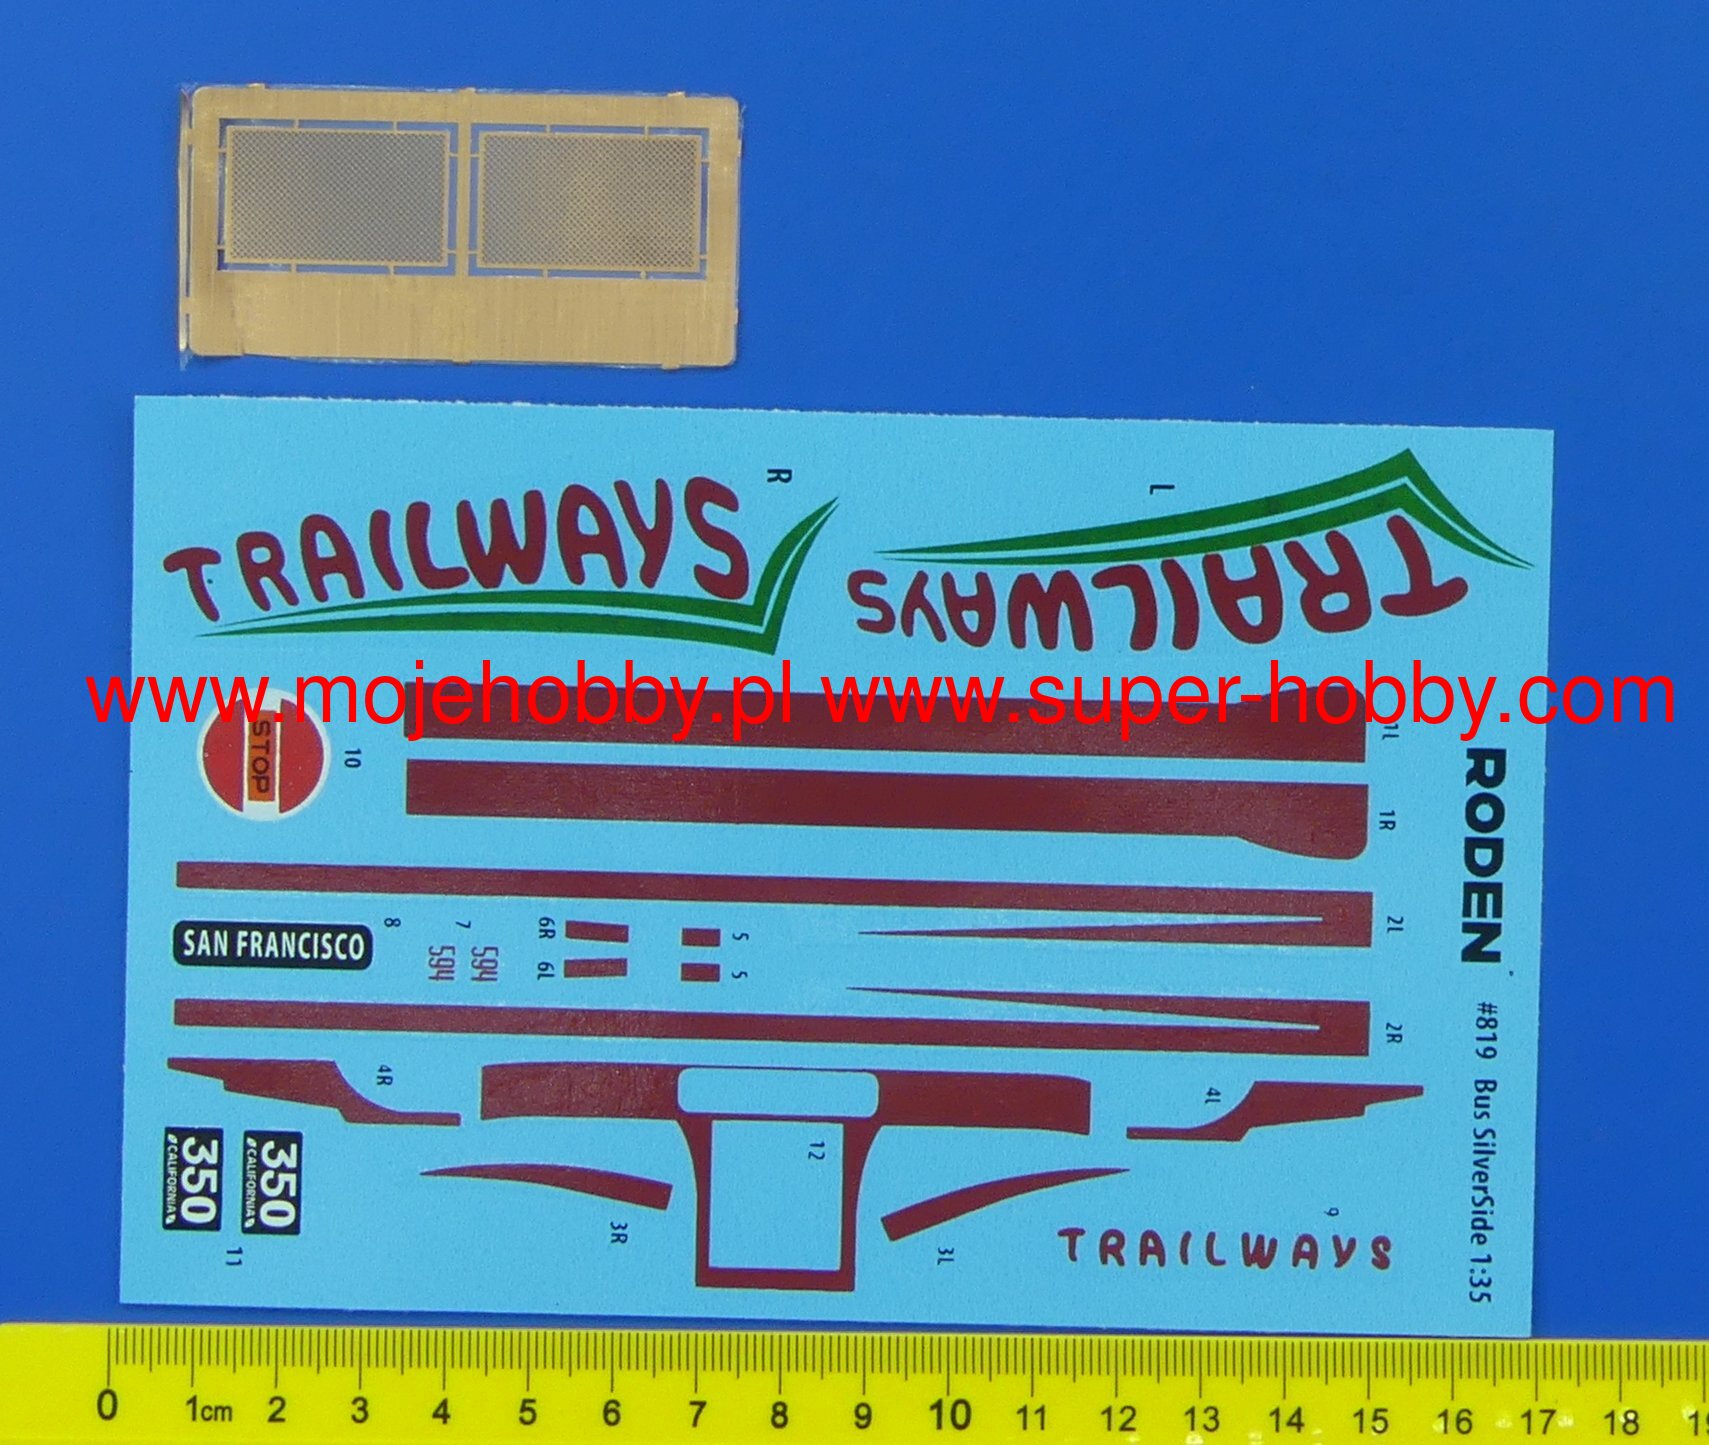 R
L
TRAILWAYS
TRAILWAYS
www.mojehobby.pl www.super-hobby.com
STOP
10
1L
1R
RODEN
#819 Bus SilverSide 1:35
2L
8
7
6R
5
SAN FRANCISCO
594
594
6L
5
2R
4R
4L
12
350
CALIFORNIA
350
CALIFORNIA
11
3R
3L
9
TRAILWAYS
0 1cm 2 3 4 5 6 7 8 9 10 11 12 13 14 15 16 17 18 19